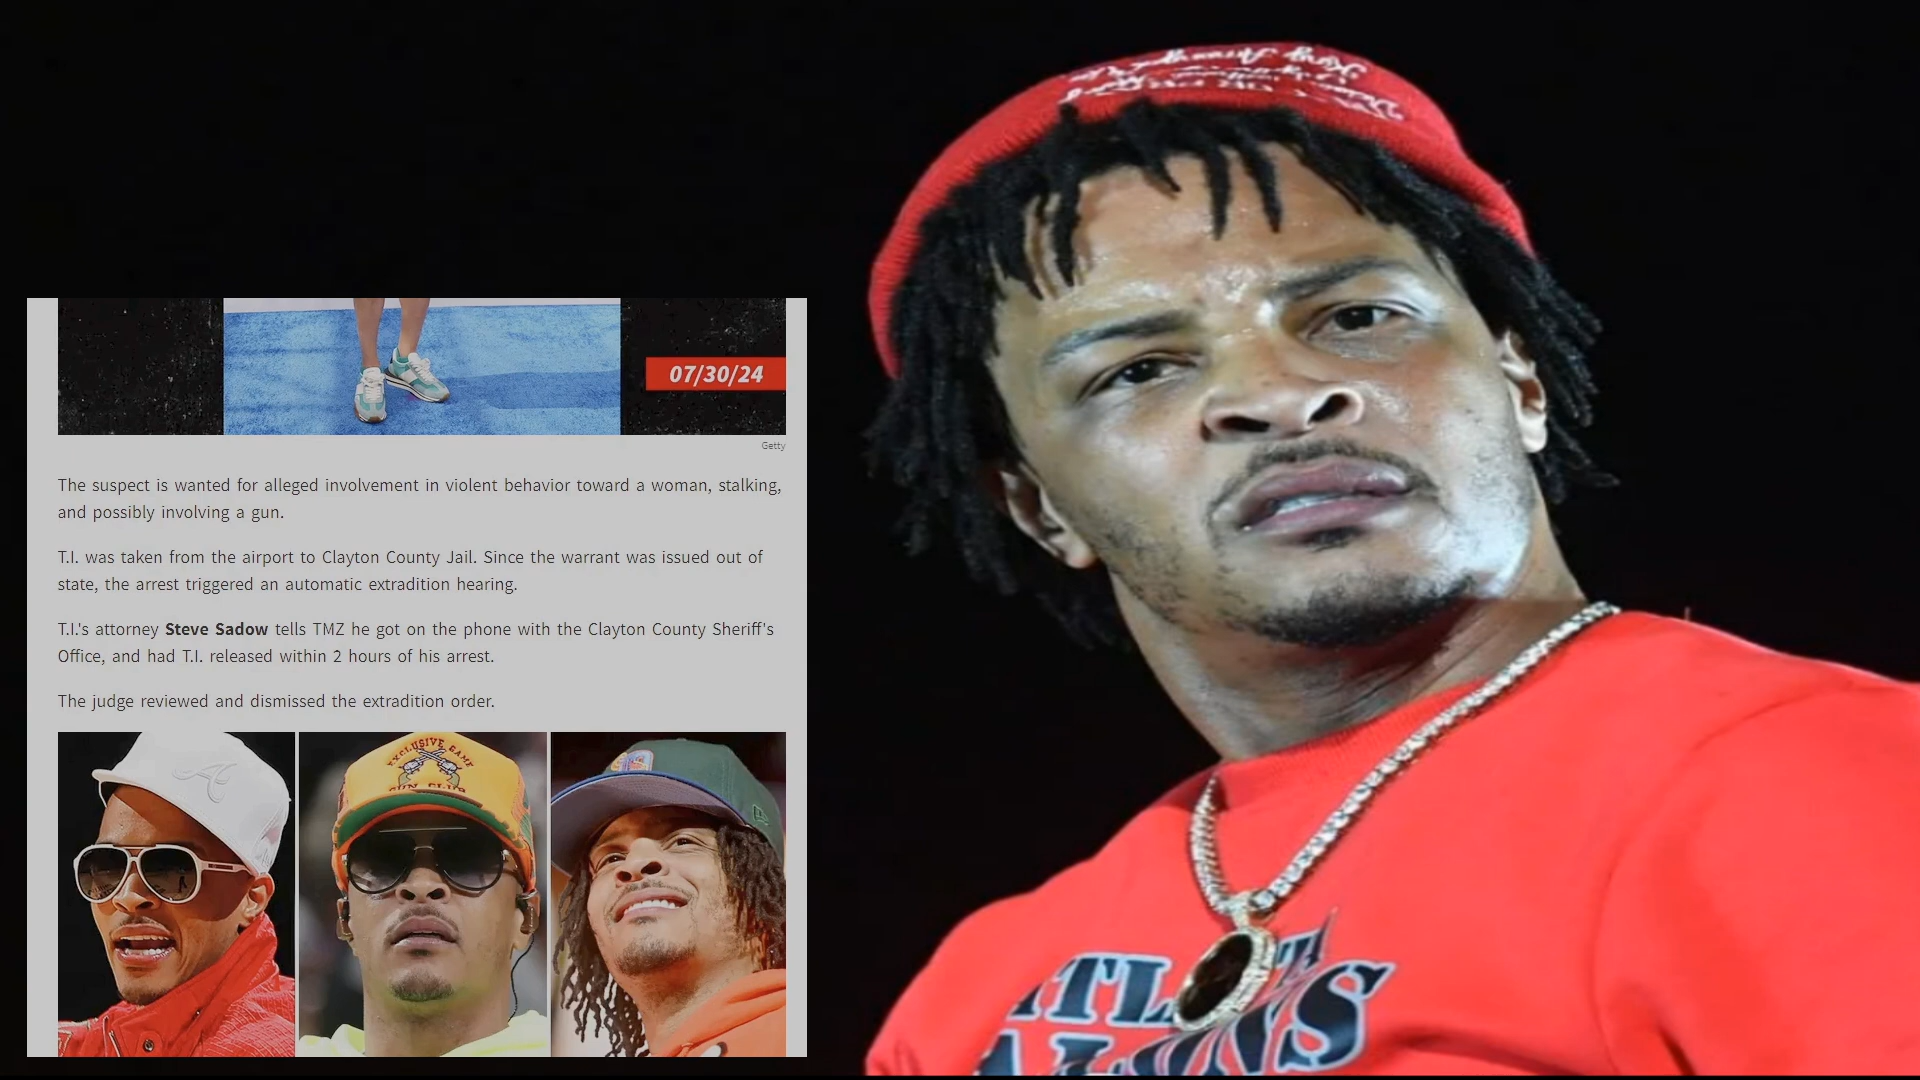 07/30/24
Getty
The suspect is wanted for alleged involvement in violent behavior toward a woman, stalking,
and possibly involving a gun.
T.I. was taken from the airport to Clayton County Jail. Since the warrant was issued out of
state, the arrest triggered an automatic extradition hearing.
T.I.'s attorney Steve Sadow tells TMZ he got on the phone with the Clayton County Sheriff's
Office, and had T.I. released within 2 hours of his arrest.
The judge reviewed and dismissed the extradition order.
A
EXCLUSIVE GAME
GUN CLUB